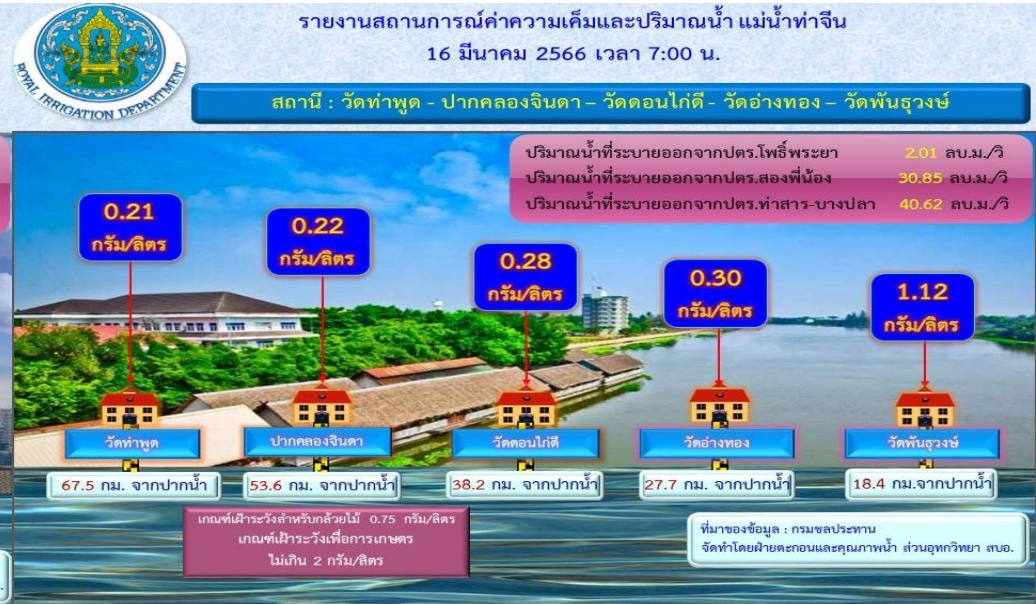 รายงานสถานการณ์ค่าความเค็มและปริมาณน้ำ แม่น้ำท่าจีน
16 มีนาคม 2566 เวลา 7:00 น.
ROYAL IRRIGATION DEPARTMENT
สถานี : วัดท่าพูด - ปากคลองจินดา – วัดดอนไก่ดี - วัดอ่างทอง – วัดพันธุวงษ์
ปริมาณน้ำที่ระบายออกจากปตร.โพธิ์พระยา 2.01 ลบ.ม./วิ
ปริมาณน้ำที่ระบายออกจากปตร.สองพี่น้อง 30.85 ลบ.ม./วิ
ปริมาณน้ำที่ระบายออกจากปตร.ท่าสาร-บางปลา 40.62 ลบ.ม./วิ
0.21
กรัม/ลิตร
0.22
กรัม/ลิตร
0.28
กรัม/ลิตร
0.30
กรัม/ลิตร
1.12
กรัม/ลิตร
วัดท่าพูด
ปากคลองจินดา
วัดดอนไก่ดี
วัดอ่างทอง
วัดพันธุวงษ์
67.5 กม. จากปากน้ำ
53.6 กม. จากปากน้ำ
38.2 กม. จากปากน้ำ
27.7 กม. จากปากน้ำ
18.4 กม.จากปากน้ำ
เกณฑ์เฝ้าระวังสำหรับกล้วยไม้ 0.75 กรัม/ลิตร
เกณฑ์เฝ้าระวังเพื่อการเกษตร
ไม่เกิน 2 กรัม/ลิตร
ที่มาของข้อมูล : กรมชลประทาน
จัดทำโดยฝ่ายตะกอนและคุณภาพน้ำ ส่วนอุทกวิทยา สบอ.